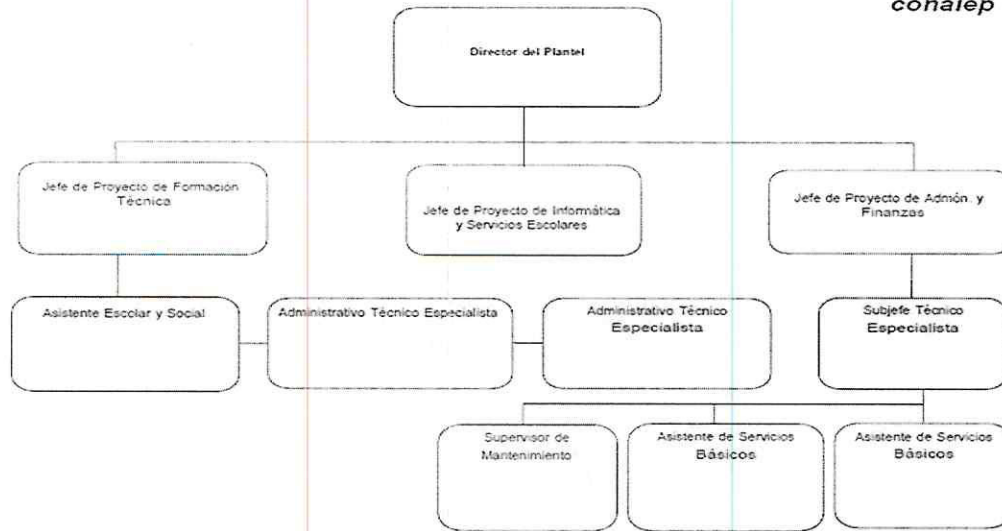 conalep
Director del Plantel
Jefe de Proyecto de Formación
Técnica
Jefe de Proyecto de Informática
y Servicios Escolares
Jefe de Proyecto de Admón. y
Finanzas
Asistente Escolar y Social
Administrativo Técnico Especialista
Administrativo Técnico
Especialista
Subjefe Técnico
Especialista
Supervisor de
Mantenimiento
Asistente de Servicios
Básicos
Asistente de Servicios
Básicos